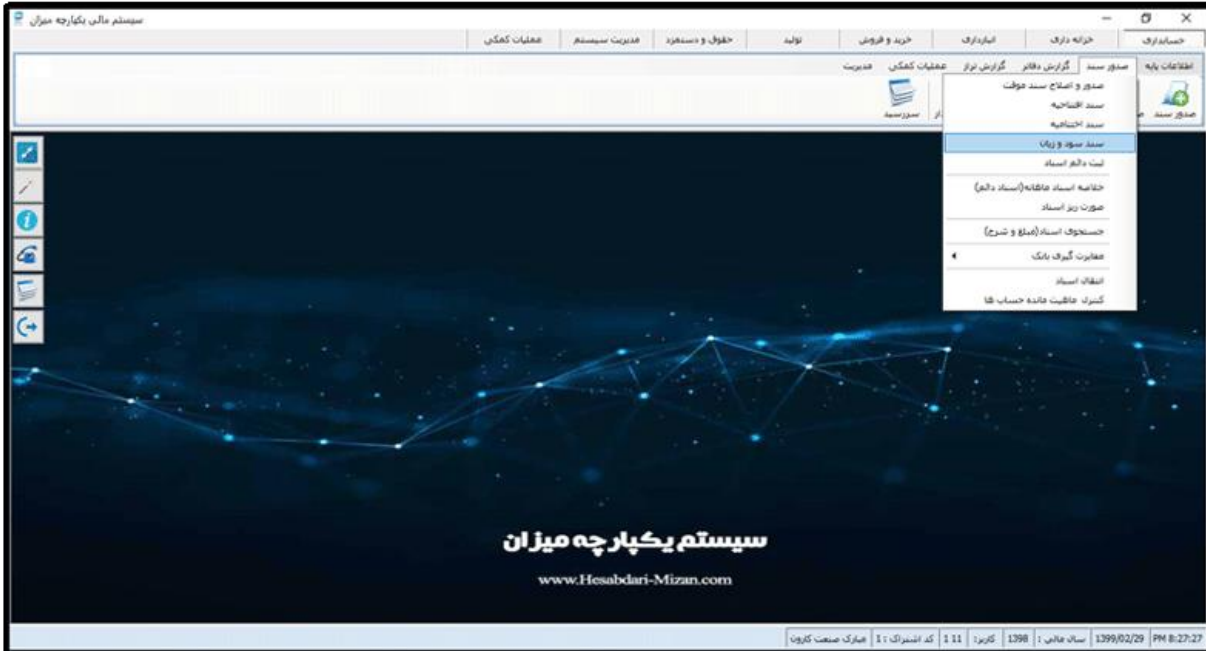 سیستم مالی یکپارچه میزان
حسابداری خزانه داری انبارداری خرید و فروش تولید حقوق و دستمزد مدیریت سیستم عملیات کمکی
اطلاعات پایه صدور سند گزارش دفاتر گزارش تراز عملیات کمکی مدیریت
صدور سند سررسید
صدور و اصلاح سند موقت
سند افتتاحیه
سند اختتامیه
سند سود و زیان
ثبت دائم اسناد
خلاصه اسناد ماهانه(اسناد دائم)
صورت ریز اسناد
جستجوی اسناد(مبلغ و شرح)
مغایرت گیری بانک
انتقال اسناد
کنترل ماهیت مانده حساب ها
سیستم یکپارچه میزان
www.Hesabdari-Mizan.com
PM 8:27:27 1399/02/29 سال مالی : 1398 کاربر: 11 1 کد اشتراک : 1 مبارک صنعت کارون